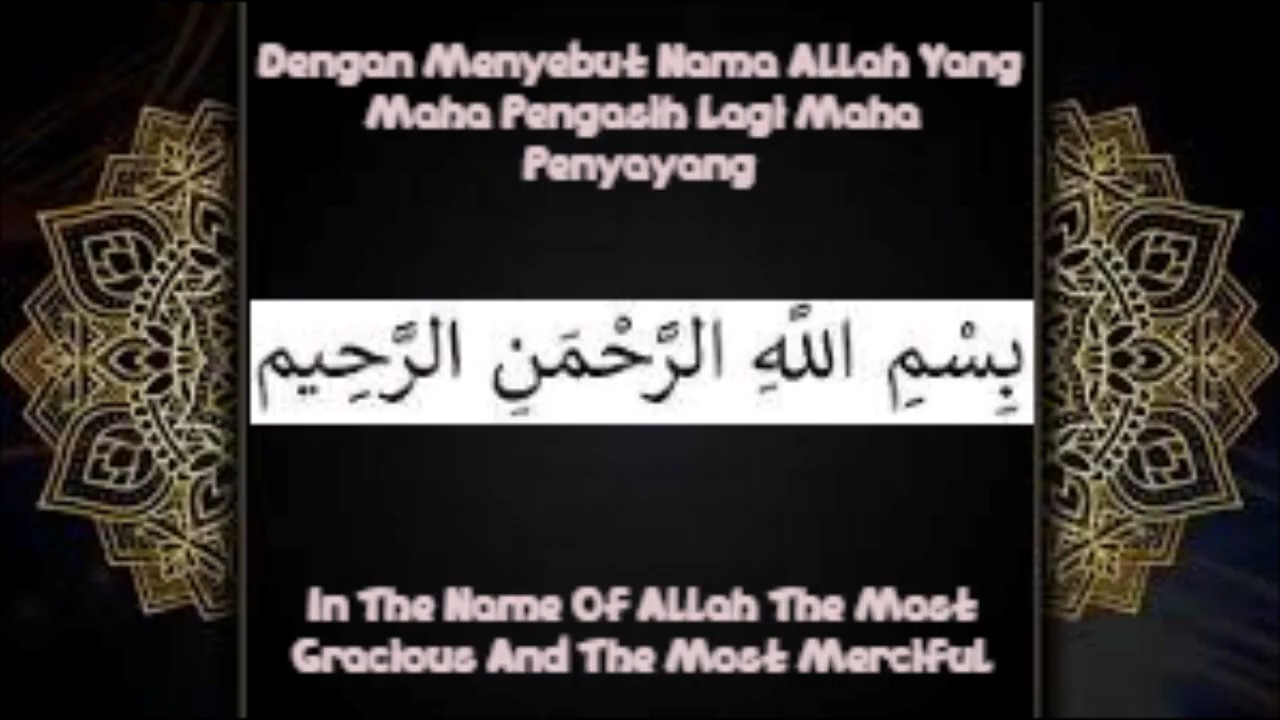 Dengan Menyebut Nama ALLah Yang
Maha Pengasih Lagi Maha
Penyayang
بِسْمِ اللَّهِ الرَّحْمَنِ الرَّحِيم
In The Name Of ALLah The Most
Gracious And The Most MercifuL